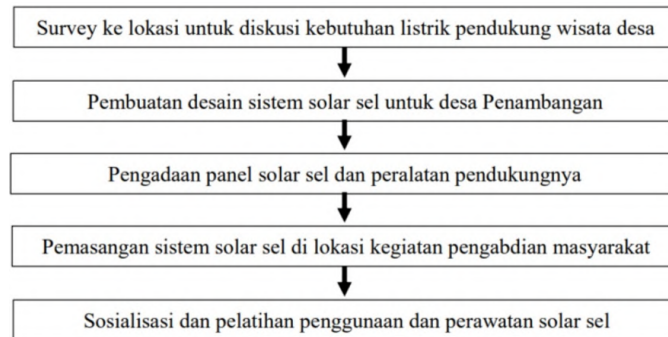 Survey ke lokasi untuk diskusi kebutuhan listrik pendukung wisata desa
Pembuatan desain sistem solar sel untuk desa Penambangan
Pengadaan panel solar sel dan peralatan pendukungnya
Pemasangan sistem solar sel di lokasi kegiatan pengabdian masyarakat
Sosialisasi dan pelatihan penggunaan dan perawatan solar sel